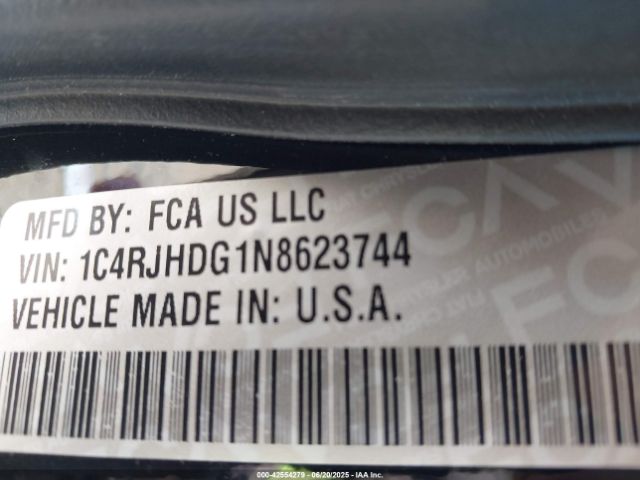 MFD BY: FCA US LLC
VIN: 1C4RJHDG1N8623744
VEHICLE MADE IN: U.S.A.
000-42554279 - 06/20/2025 - IAA Inc.